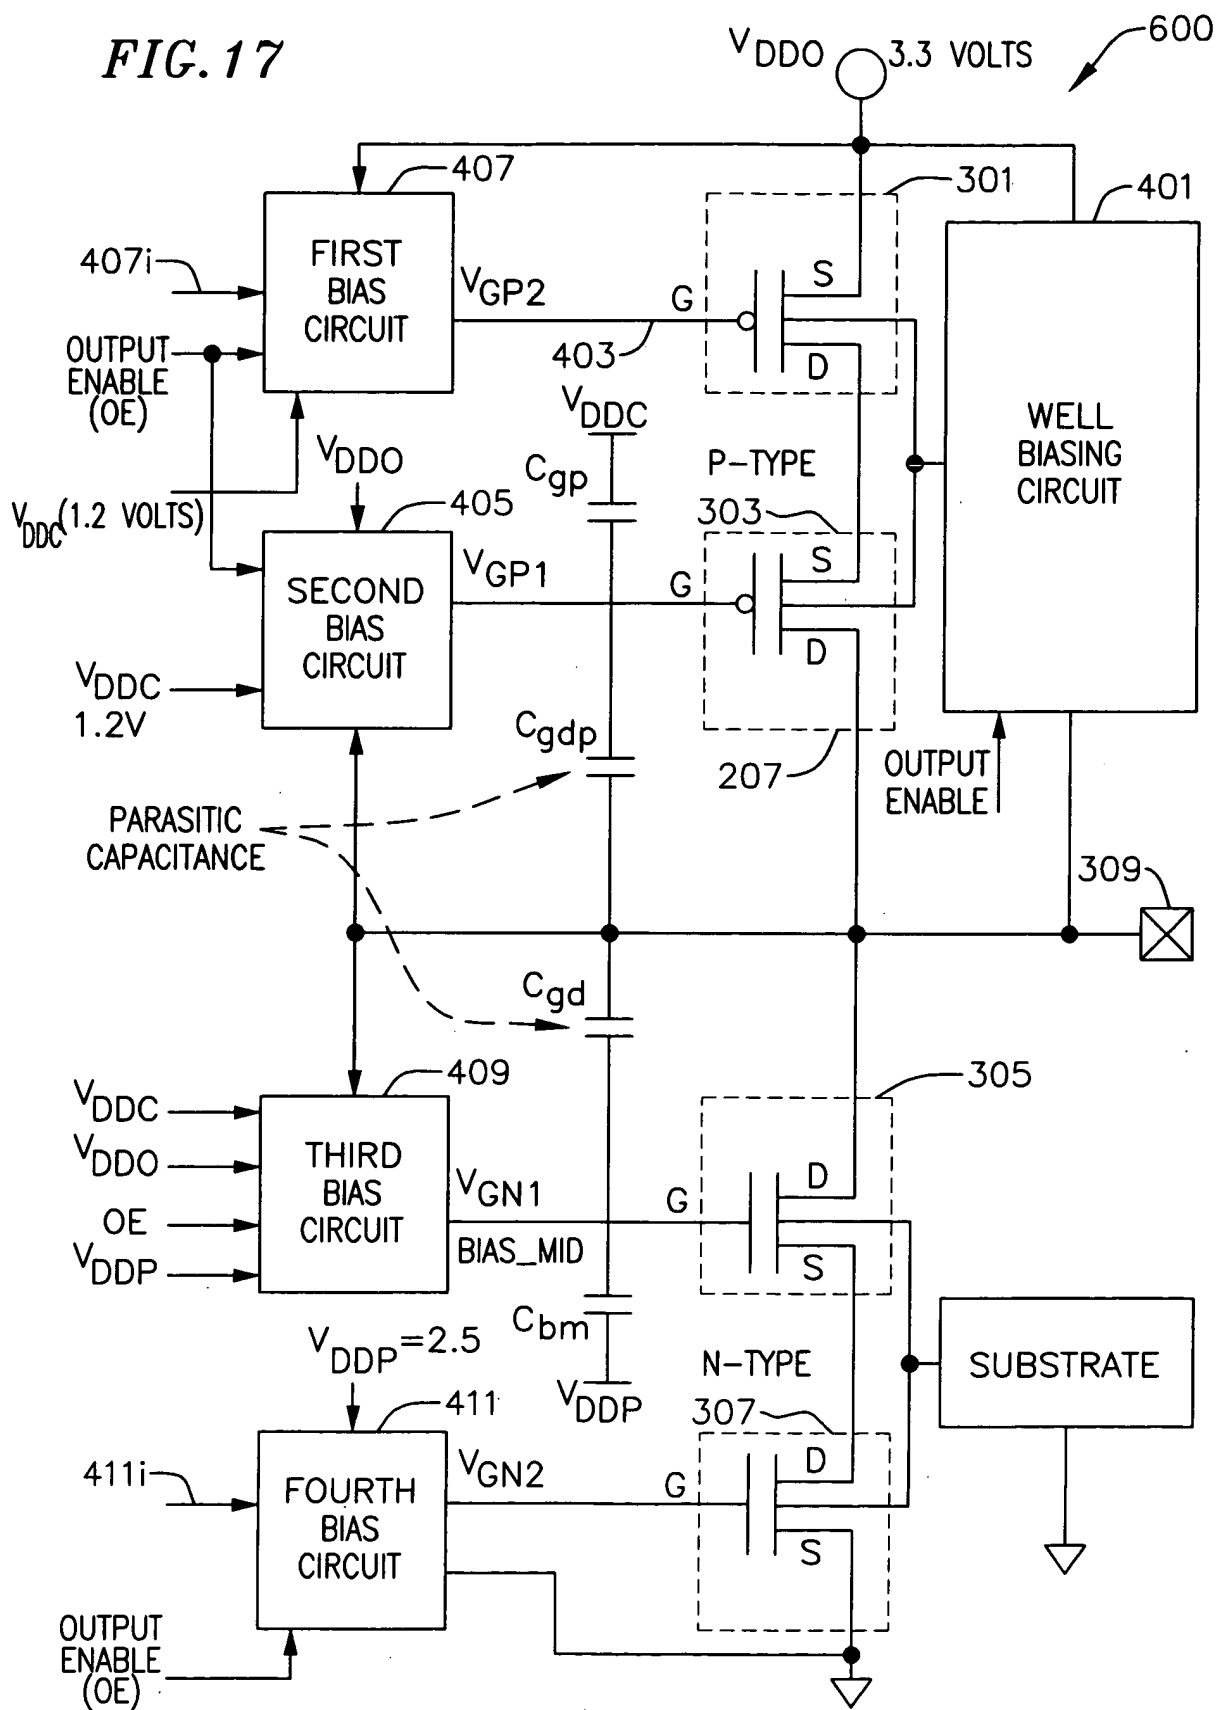 FIG.17
VDDO 3.3 VOLTS
600
407
301
401
407i
FIRST
BIAS
CIRCUIT
VGP2
G
S
D
403
OUTPUT
ENABLE
(OE)
VDDC
VDDO
VDDC(1.2 VOLTS)
Cgp
P-TYPE
WELL
BIASING
CIRCUIT
405
303
SECOND
BIAS
CIRCUIT
VGP1
G
S
D
VDDC
1.2V
Cgdp
207
OUTPUT
ENABLE
PARASITIC
CAPACITANCE
309
Cgd
409
305
VDDC
VDDO
OE
VDDP
THIRD
BIAS
CIRCUIT
VGN1
BIAS_MID
G
D
S
Cbm
VDDP=2.5
VDDP
N-TYPE
SUBSTRATE
411
307
411i
FOURTH
BIAS
CIRCUIT
VGN2
G
D
S
OUTPUT
ENABLE
(OE)